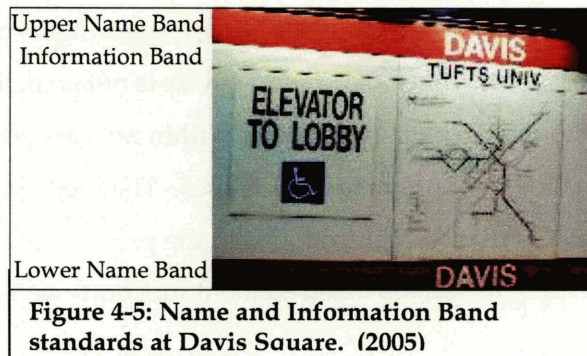 Upper Name Band
Information Band
DAVIS
TUFTS UNIV
ELEVATOR
TO LOBBY
Lower Name Band
DAVIS
Figure 4-5: Name and Information Band
standards at Davis Square. (2005)